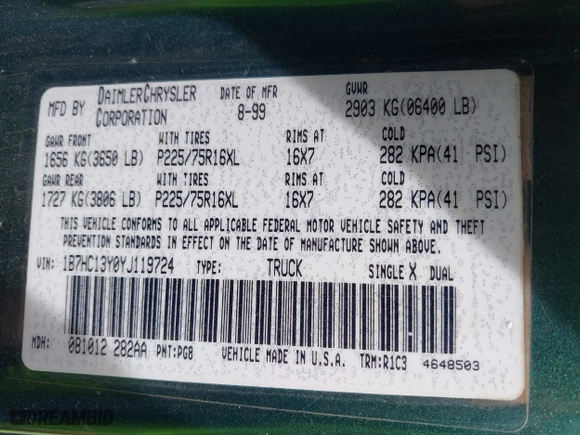 MFD BY DAIMLERCHRYSLER CORPORATION DATE OF MFR 8-99 GVWR 2903 KG(06400 LB)
GAWR FRONT WITH TIRES RIMS AT COLD
1656 KG(3650 LB) P225/75R16XL 16X7 282 KPA(41 PSI)
GAWR REAR WITH TIRES RIMS AT COLD
1727 KG(3806 LB) P225/75R16XL 16X7 282 KPA(41 PSI)
THIS VEHICLE CONFORMS TO ALL APPLICABLE FEDERAL MOTOR VEHICLE SAFETY AND THEFT
PREVENTION STANDARDS IN EFFECT ON THE DATE OF MANUFACTURE SHOWN ABOVE.
VIN: 1B7HC13Y0YJ119724 TYPE: TRUCK SINGLE X DUAL
MDH: 081012 282AA PNT:PG8 VEHICLE MADE IN U.S.A. TRM:R1C3 4648503
DREAMBID